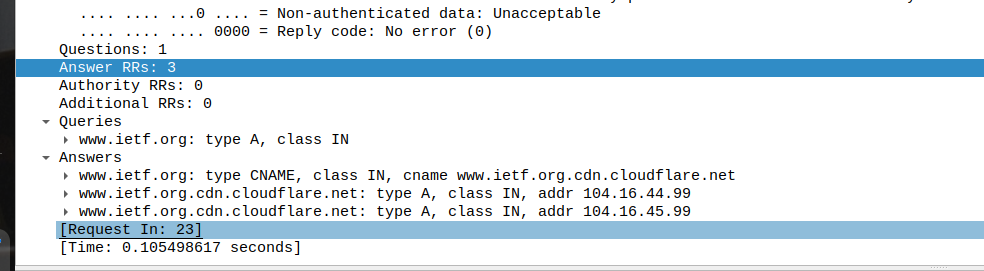 .... .... ...0 .... = Non-authenticated data: Unacceptable
.... .... .... 0000 = Reply code: No error (0)
Questions: 1
Answer RRs: 3
Authority RRs: 0
Additional RRs: 0
Queries
www.ietf.org: type A, class IN
Answers
www.ietf.org: type CNAME, class IN, cname www.ietf.org.cdn.cloudflare.net
www.ietf.org.cdn.cloudflare.net: type A, class IN, addr 104.16.44.99
www.ietf.org.cdn.cloudflare.net: type A, class IN, addr 104.16.45.99
[Request In: 23]
[Time: 0.105498617 seconds]